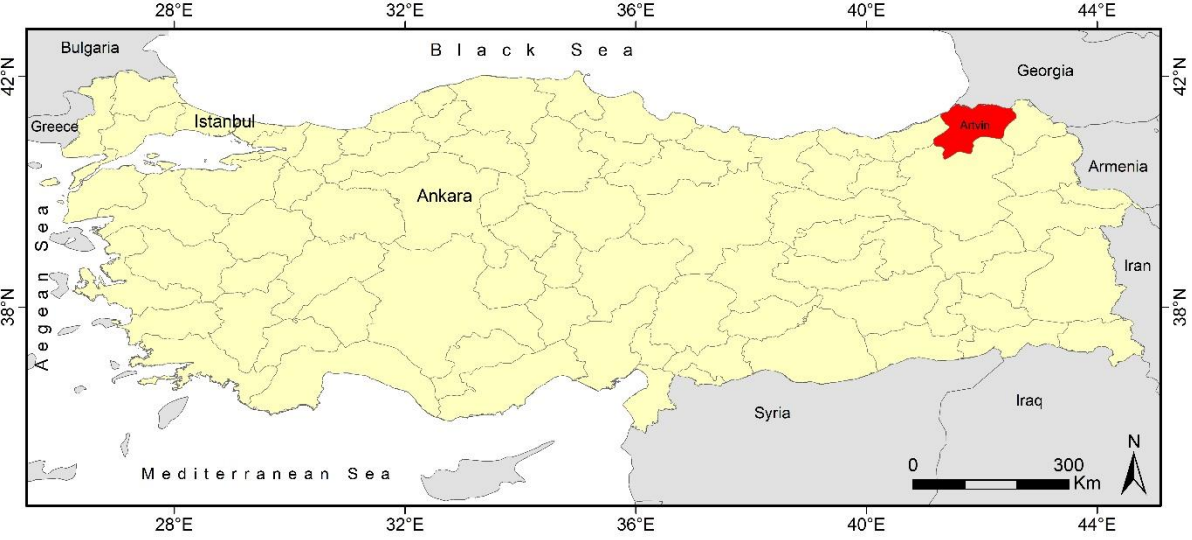 28°E 32°E 36°E 40°E 44°E
Bulgaria
Black Sea
42°N
42°N
Georgia
Greece
Istanbul
Artvin
Armenia
Ankara
Aegean Sea
Iran
38°N
38°N
Syria
Iraq
Mediterranean Sea
N
0 300
Km
28°E 32°E 36°E 40°E 44°E